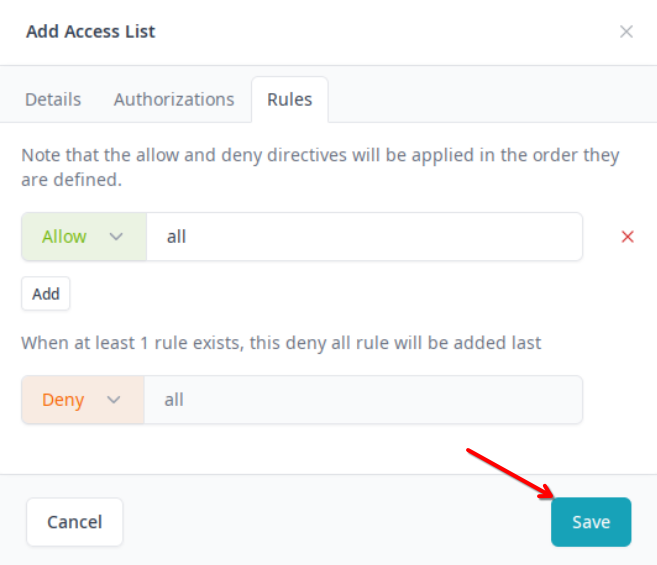 Add Access List
Details Authorizations Rules
Note that the allow and deny directives will be applied in the order they
are defined.
Allow all
Add
When at least 1 rule exists, this deny all rule will be added last
Deny all
Cancel Save